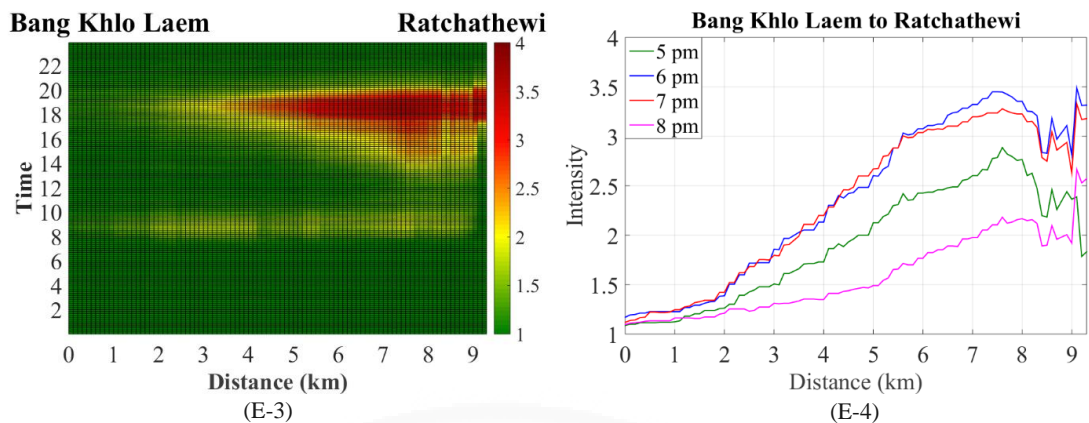 Bang Khlo Laem Ratchathewi
22
20
18
16
14
12
10
8
6
4
2
Time
0 1 2 3 4 5 6 7 8 9
Distance (km)
4
3.5
3
2.5
2
1.5
1
(E-3)
Bang Khlo Laem to Ratchathewi
5 pm
6 pm
7 pm
8 pm
4
3.5
3
2.5
2
1.5
1
Intensity
0 1 2 3 4 5 6 7 8 9
Distance (km)
(E-4)